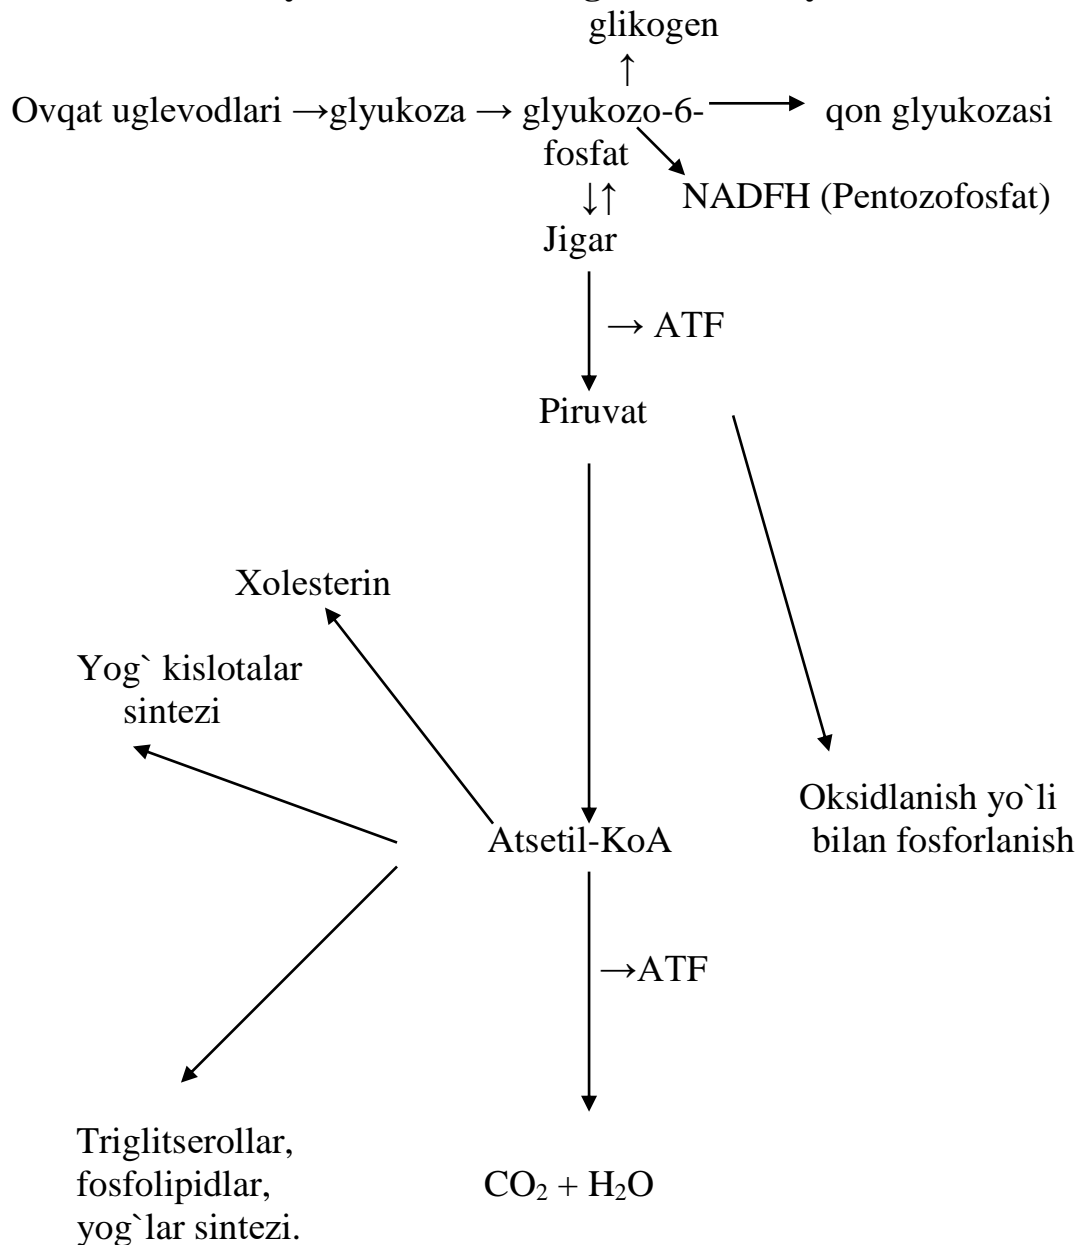 glikogen
↑
Ovqat uglevodlari →glyukoza → glyukozo-6- qon glyukozasi
fosfat
↓↑ NADFH (Pentozofosfat)
Jigar
→ ATF
Piruvat
Xolesterin
Yog` kislotalar
sintezi
Oksidlanish yo`li
Atsetil-KoA bilan fosforlanish
→ATF
Triglitserollar,
fosfolipidlar, CO₂ + H₂O
yog`lar sintezi.